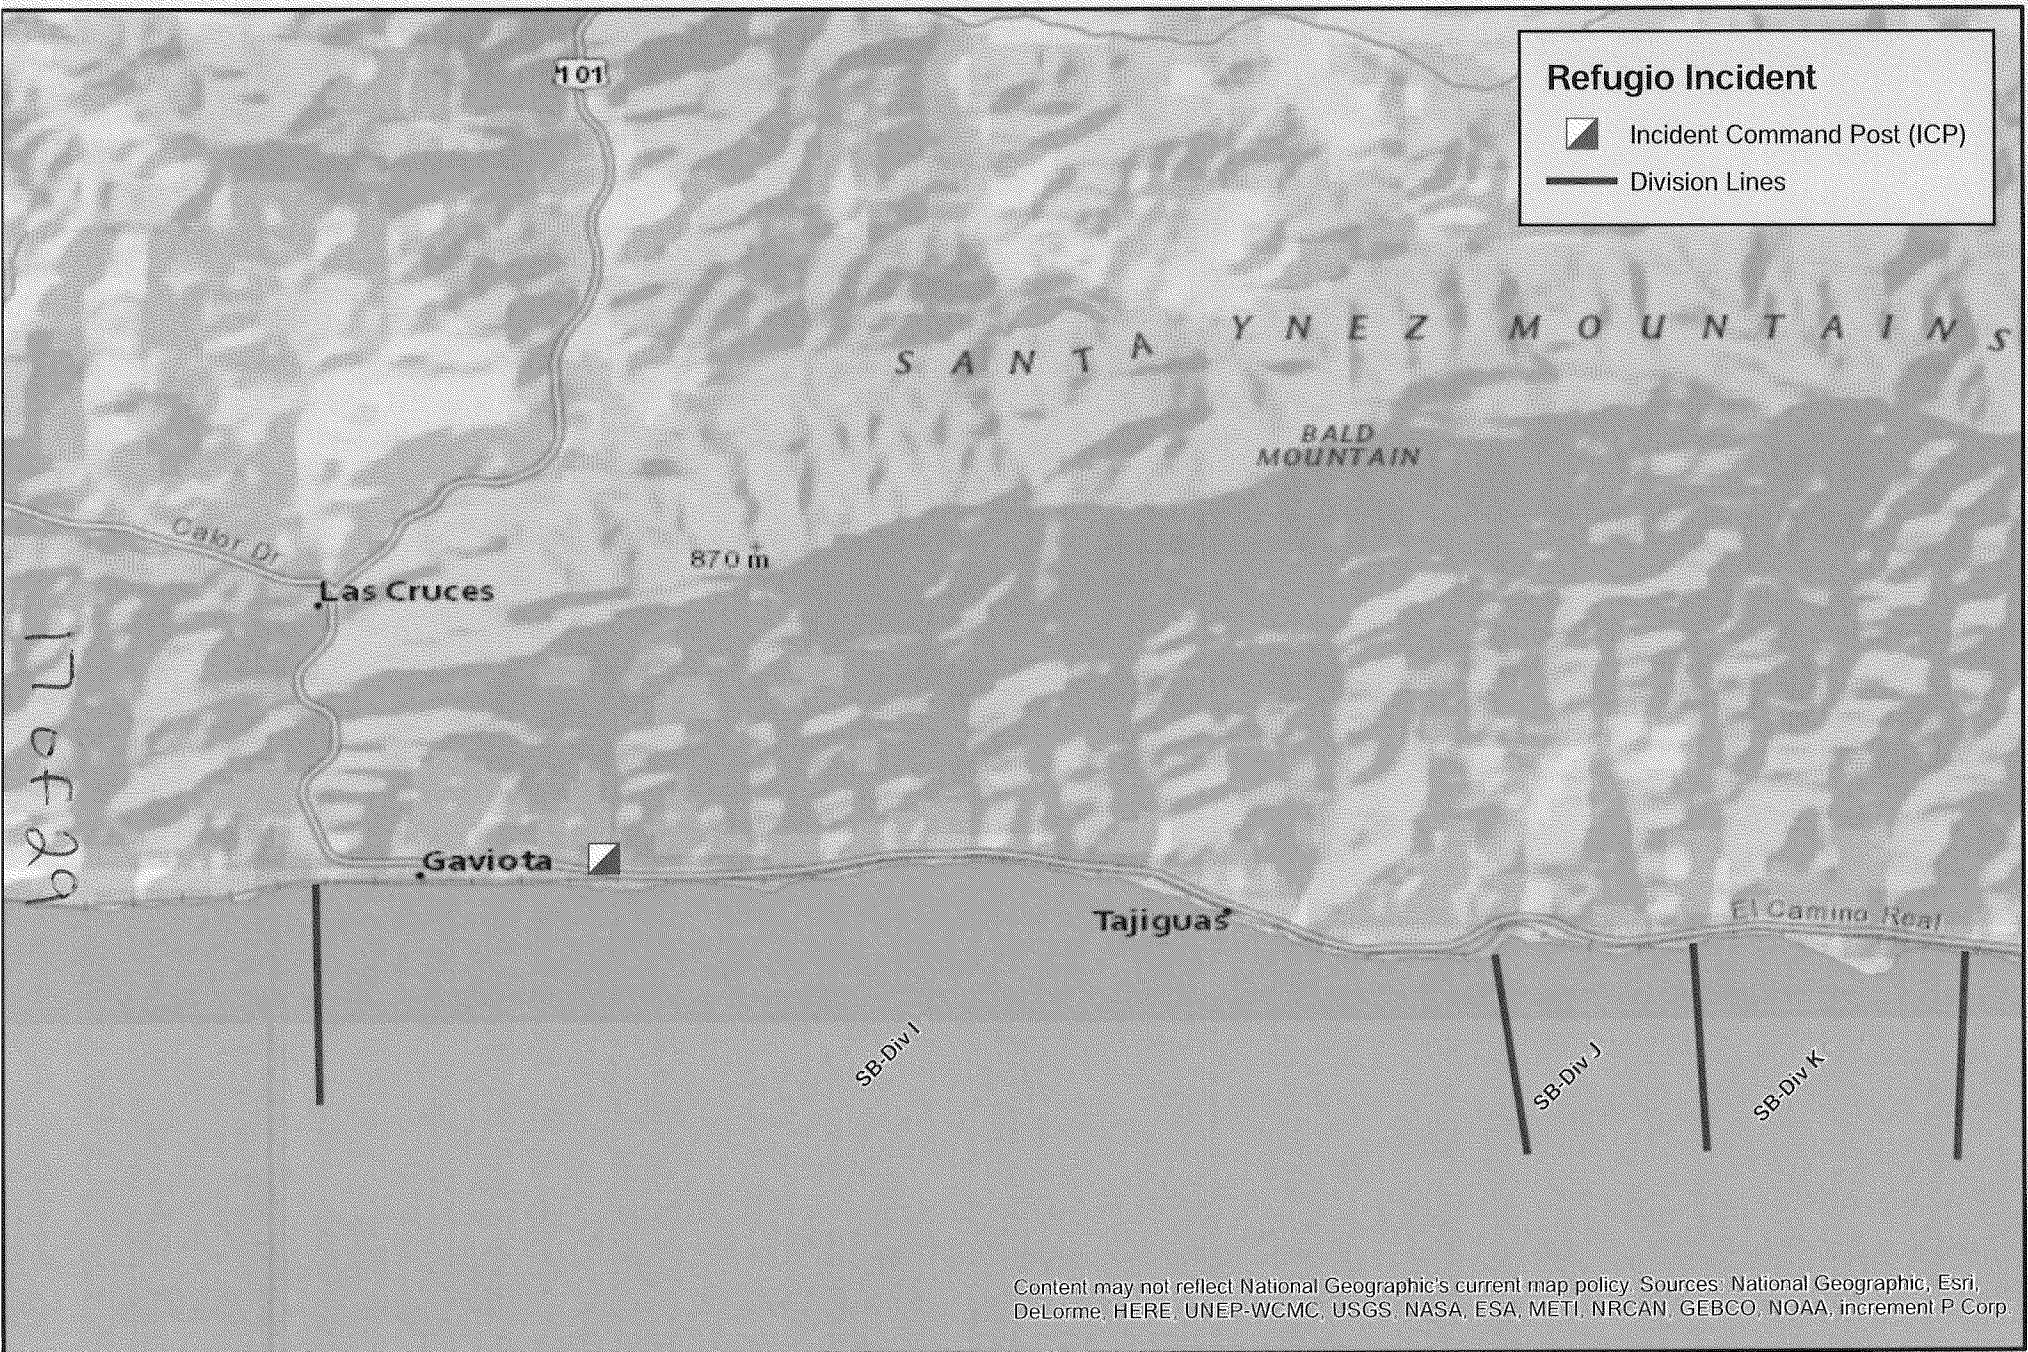 101
Refugio Incident
Incident Command Post (ICP)
Division Lines
SANTA YNEZ MOUNTAINS
BALD
MOUNTAIN
Calor Dr
870 m
Las Cruces
17 of 29
Gaviota
Tajiguas
El Camino Real
SB-Div I
SB-Div J
SB-Div K
Content may not reflect National Geographic's current map policy. Sources: National Geographic, Esri,
DeLorme, HERE, UNEP-WCMC, USGS, NASA, ESA, METI, NRCAN, GEBCO, NOAA, increment P Corp.